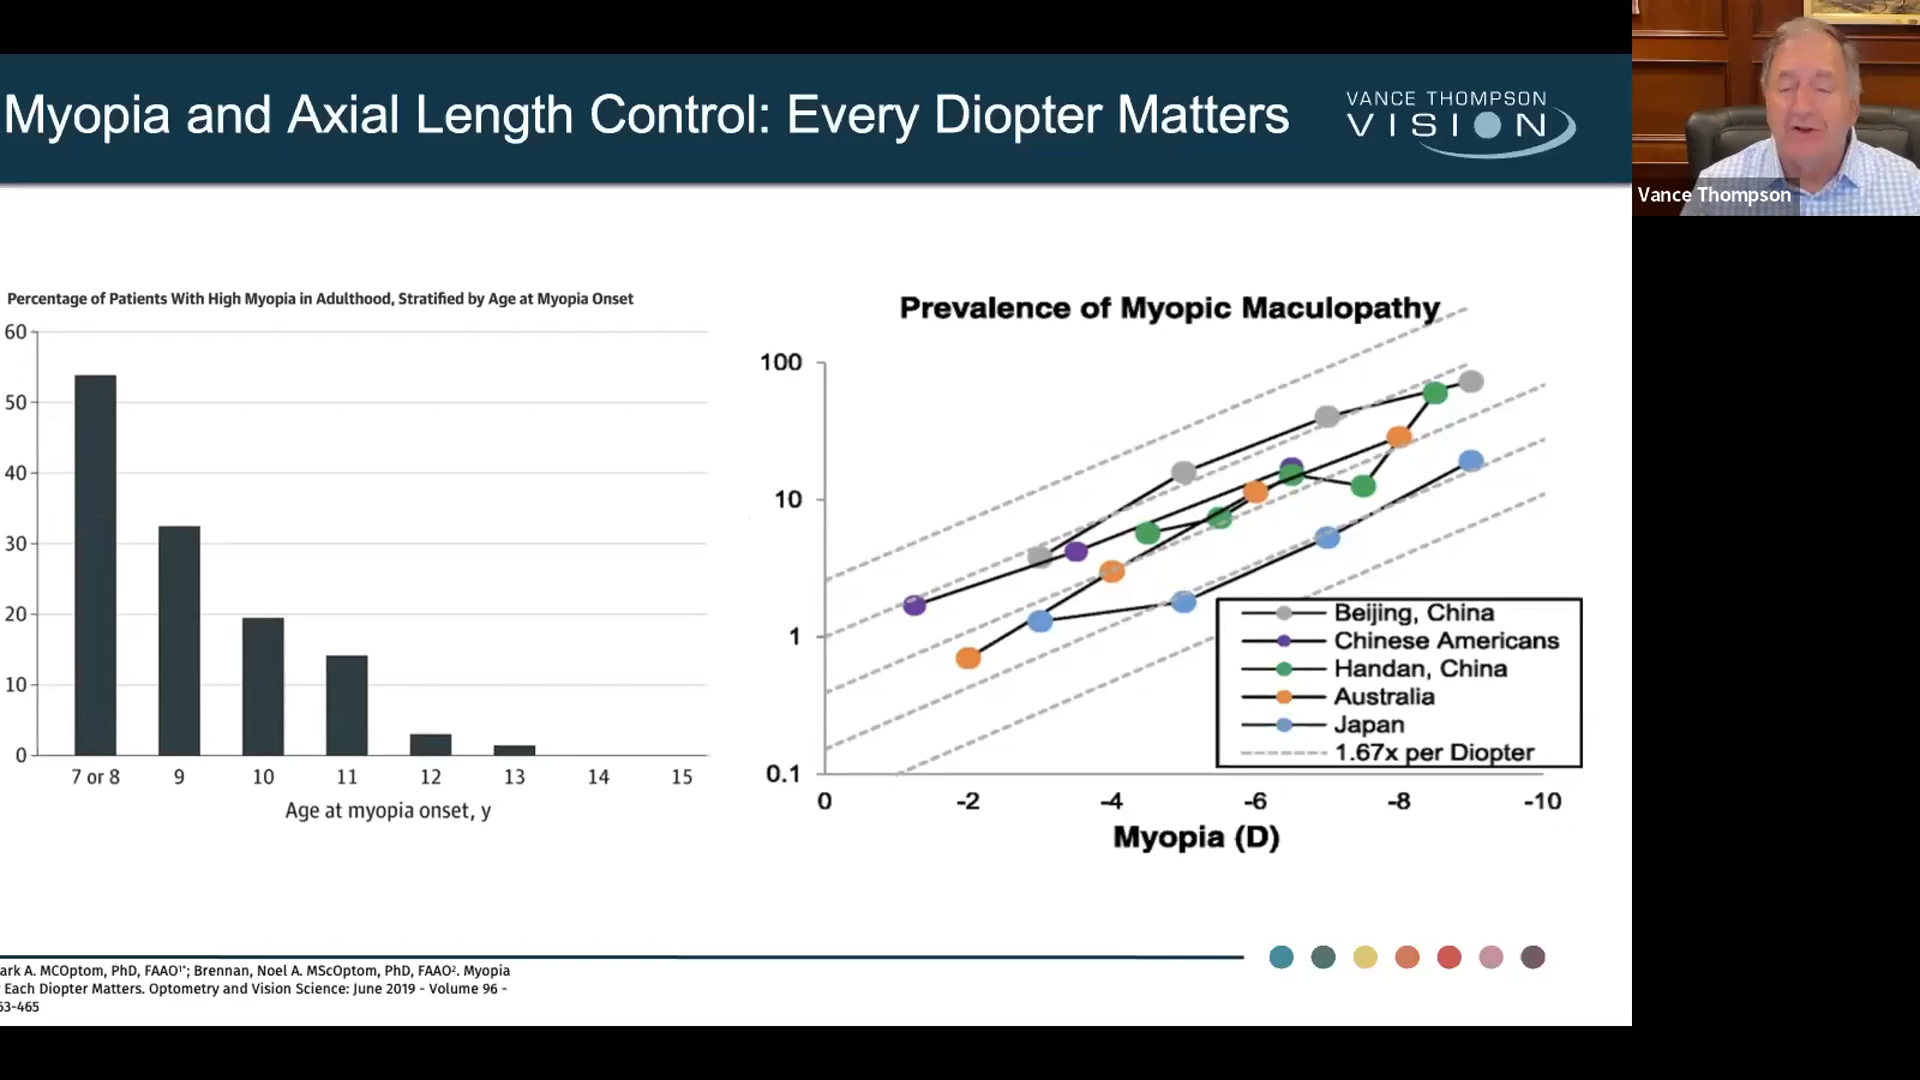 Myopia and Axial Length Control: Every Diopter Matters
VANCE THOMPSON
VISION
Vance Thompson
Percentage of Patients With High Myopia in Adulthood, Stratified by Age at Myopia Onset
60
50
40
30
20
10
0
7 or 8 9 10 11 12 13 14 15
Age at myopia onset, y
Prevalence of Myopic Maculopathy
100
10
1
0.1
0 -2 -4 -6 -8 -10
Myopia (D)
Beijing, China
Chinese Americans
Handan, China
Australia
Japan
1.67x per Diopter
ark A. MCOptom, PhD, FAAO¹*; Brennan, Noel A. MScOptom, PhD, FAAO². Myopia
Each Diopter Matters. Optometry and Vision Science: June 2019 - Volume 96 -
63-465